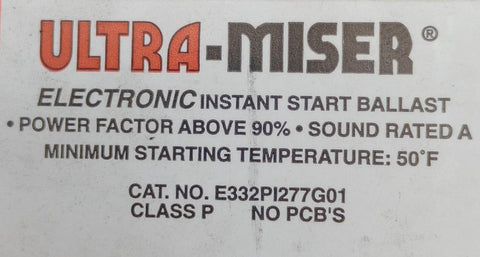 ULTRA-MISER®
ELECTRONIC INSTANT START BALLAST
• POWER FACTOR ABOVE 90% • SOUND RATED A
MINIMUM STARTING TEMPERATURE: 50°F
CAT. NO. E332PI277G01
CLASS P NO PCB'S